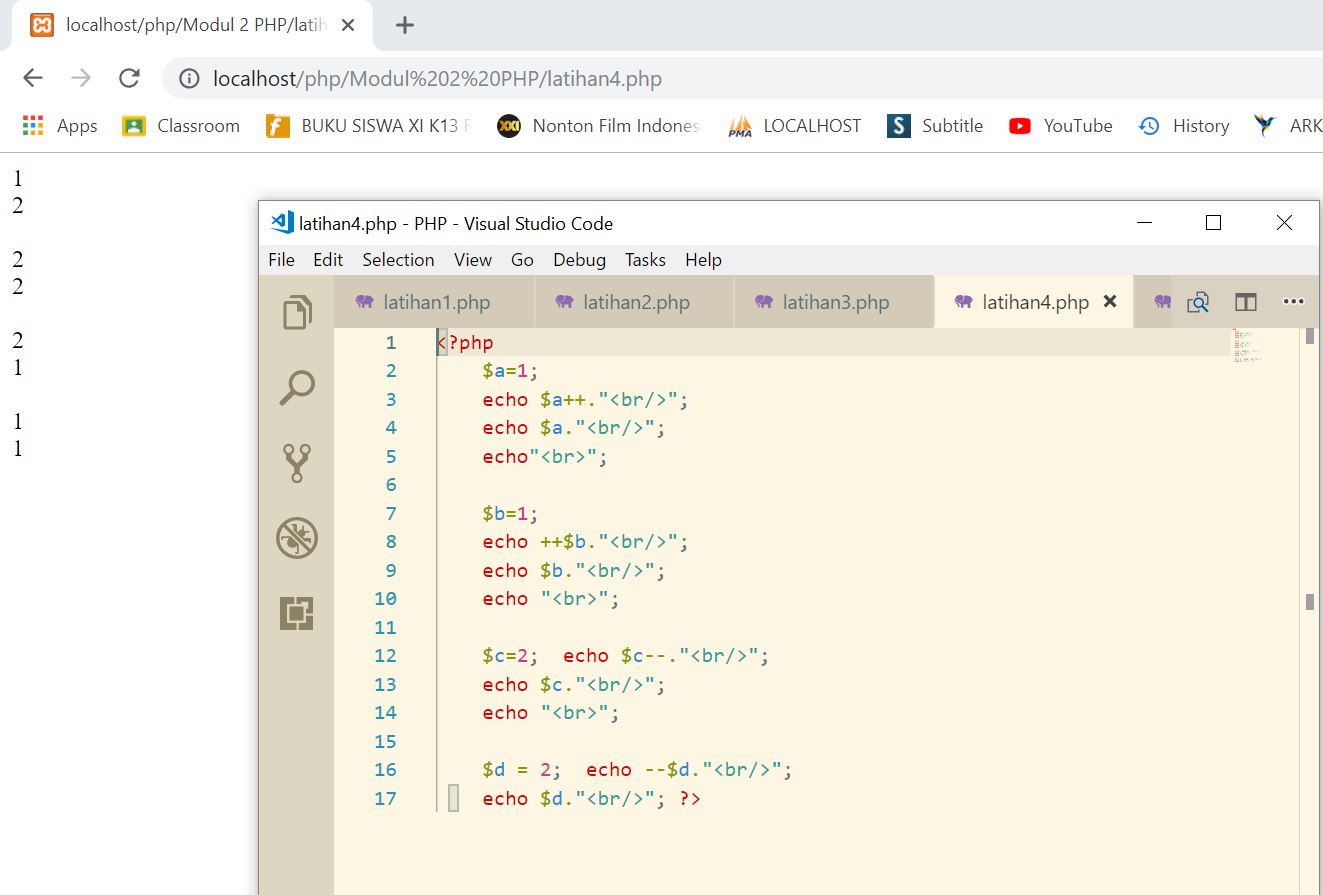 localhost/php/Modul 2 PHP/latih
localhost/php/Modul%202%20PHP/latihan4.php
Apps Classroom BUKU SISWA XI K13 Nonton Film Indones PMA LOCALHOST S Subtitle YouTube History ARK
1
2
2
2
2
1
1
1
latihan4.php - PHP - Visual Studio Code
File Edit Selection View Go Debug Tasks Help
latihan1.php latihan2.php latihan3.php latihan4.php
1 <?php
2 $a=1;
3 echo $a++."<br/>";
4 echo $a."<br/>";
5 echo"<br>";
6
7 $b=1;
8 echo ++$b."<br/>";
9 echo $b."<br/>";
10 echo "<br>";
11
12 $c=2;  echo $c--."<br/>";
13 echo $c."<br/>";
14 echo "<br>";
15
16 $d = 2;  echo --$d."<br/>";
17 echo $d."<br/>"; ?>